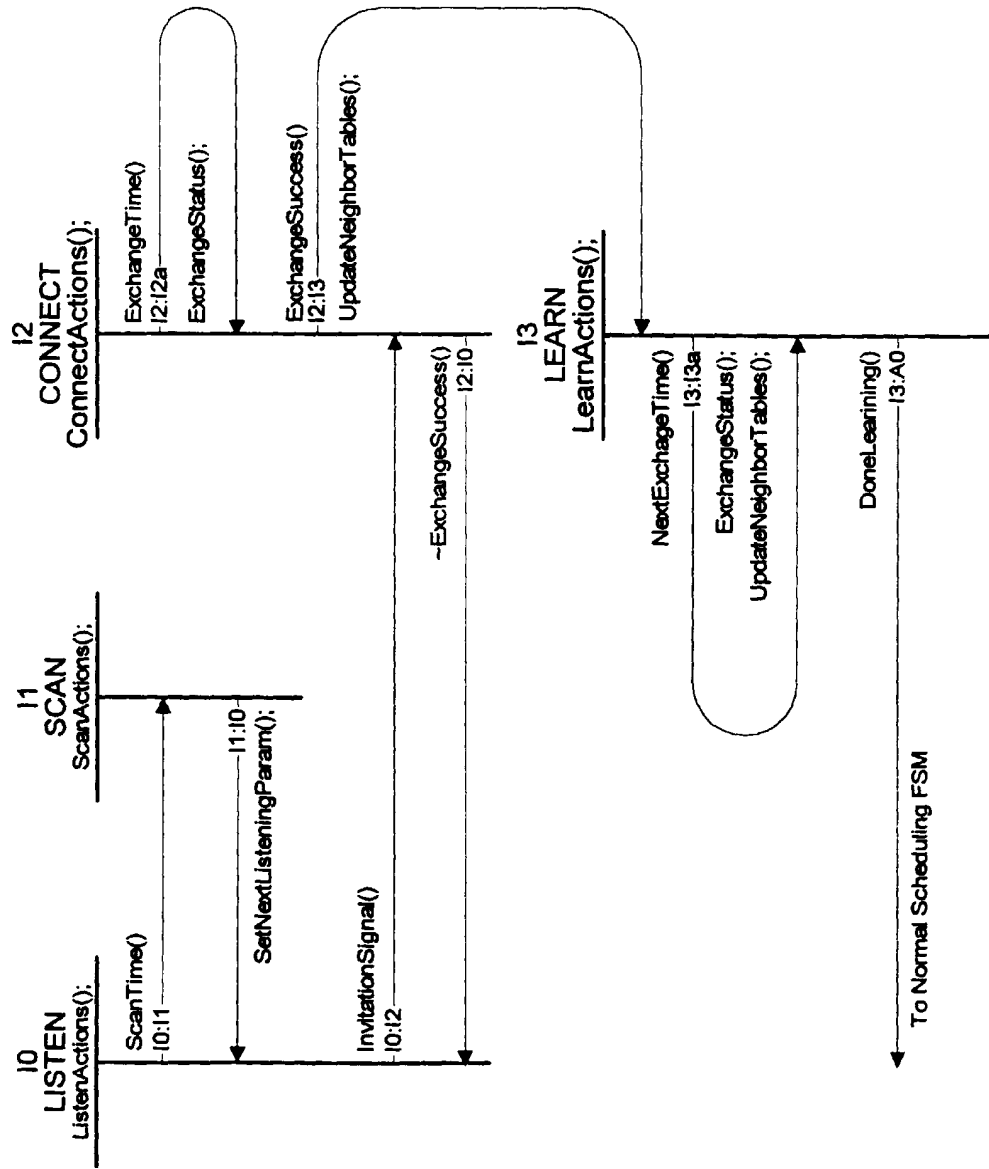 I0
LISTEN
ListenActions();
ScanTime()
I0:I1
I1:I0
SetNextListeningParam();
InvitationSignal()
I0:I2
~ExchangeSuccess()
I2:I0
I1
SCAN
ScanActions();
I2
CONNECT
ConnectActions();
ExchangeTime()
I2:I2a
ExchangeStatus();
ExchangeSuccess()
I2:I3
UpdateNeighborTables();
I3
LEARN
LearnActions();
NextExchageTime()
I3:I3a
ExchangeStatus();
UpdateNeighborTables();
DoneLearining()
I3:A0
To Normal Scheduling FSM